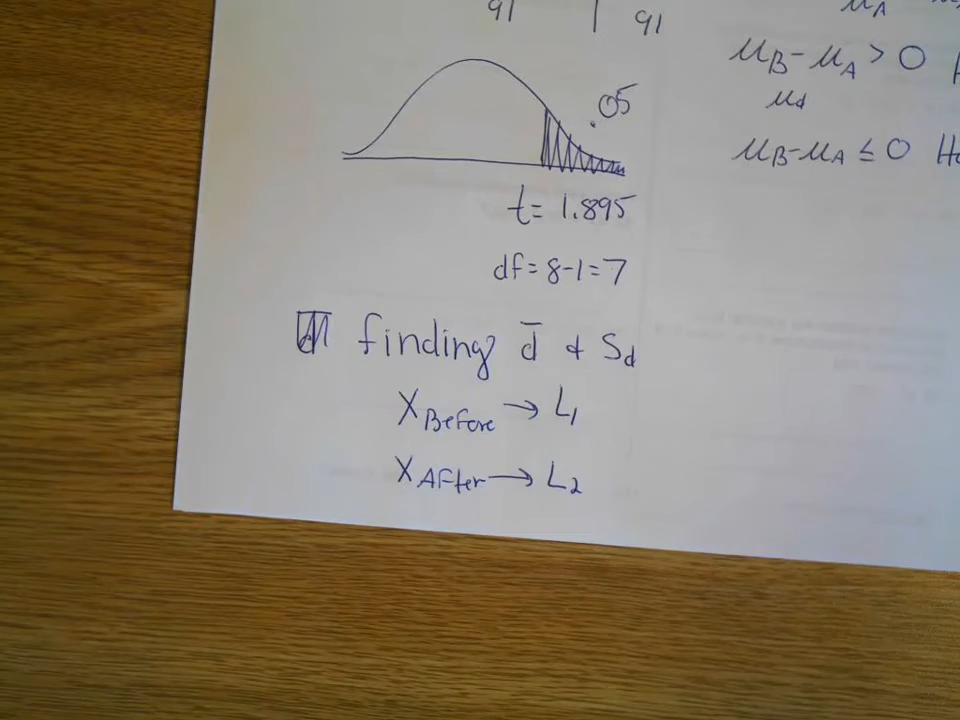 91 | 91
.05
t = 1.895
df = 8-1 = 7
finding d̄ & Sd
XBefore → L1
XAfter → L2
μA
μB-μA > 0
μd
μB-μA ≤ 0 Ho